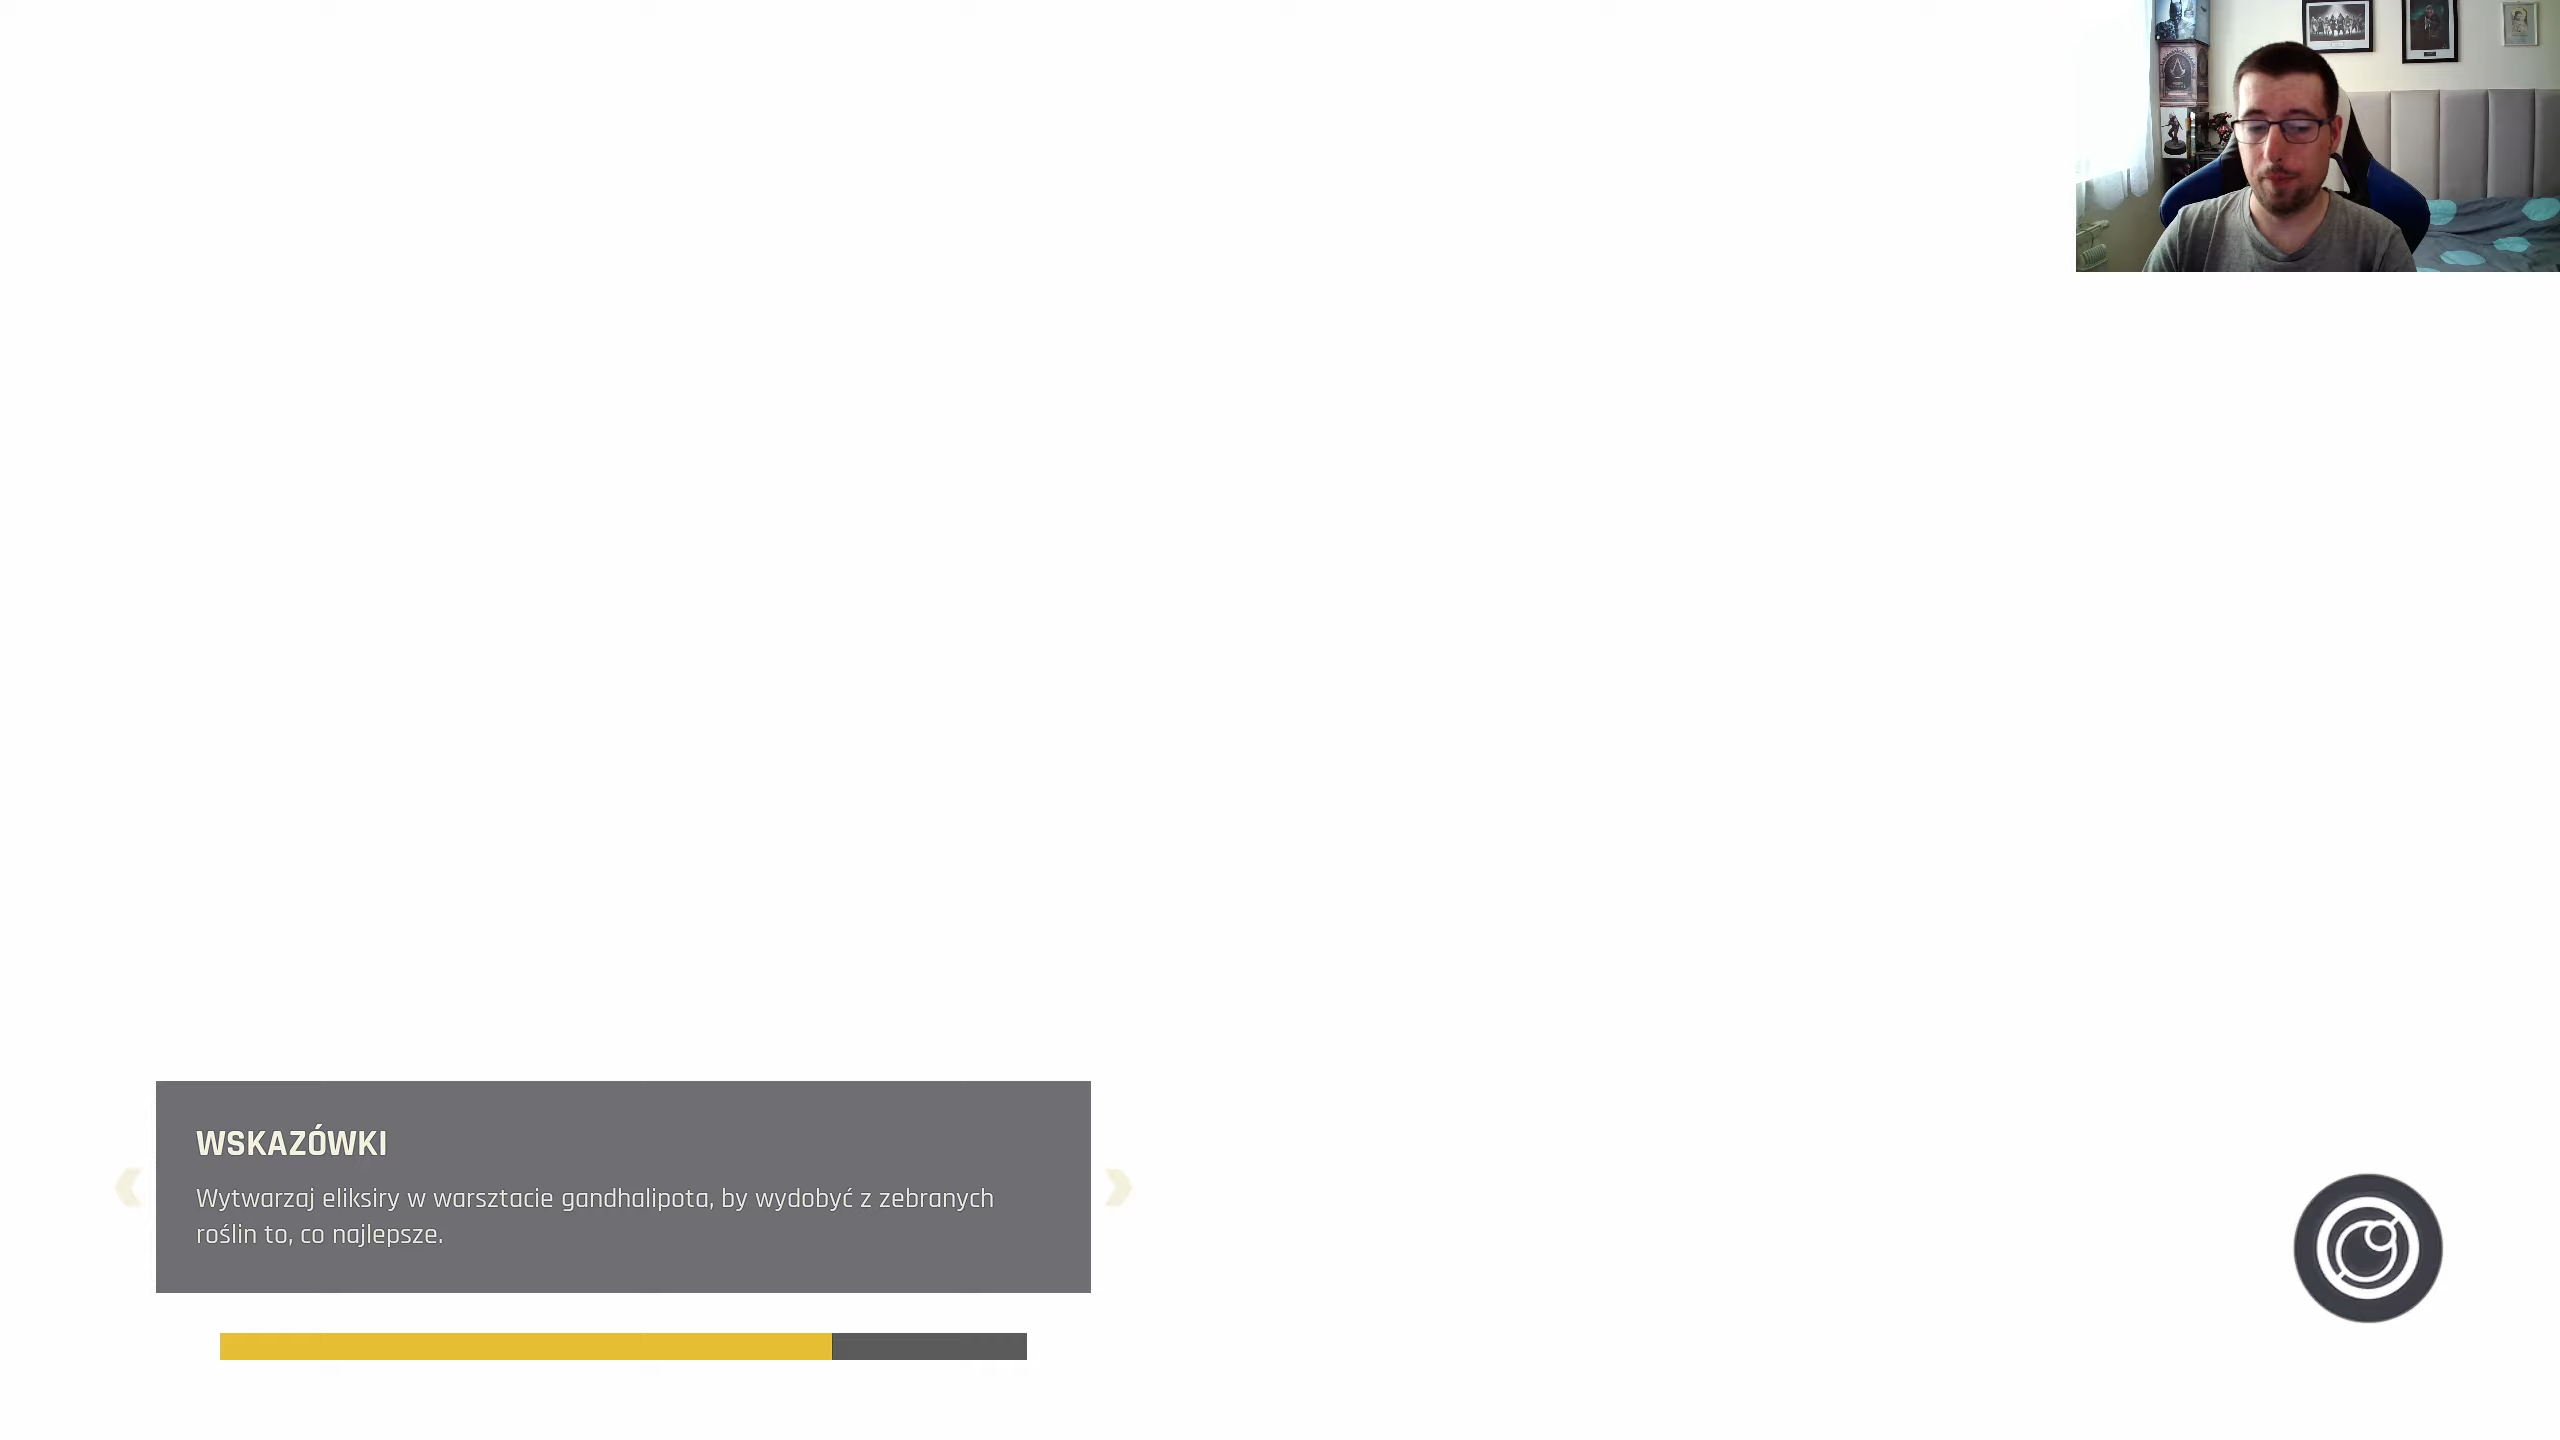 WSKAZÓWKI
Wytwarzaj eliksiry w warsztacie gandhalipota, by wydobyć z zebranych
roślin to, co najlepsze.